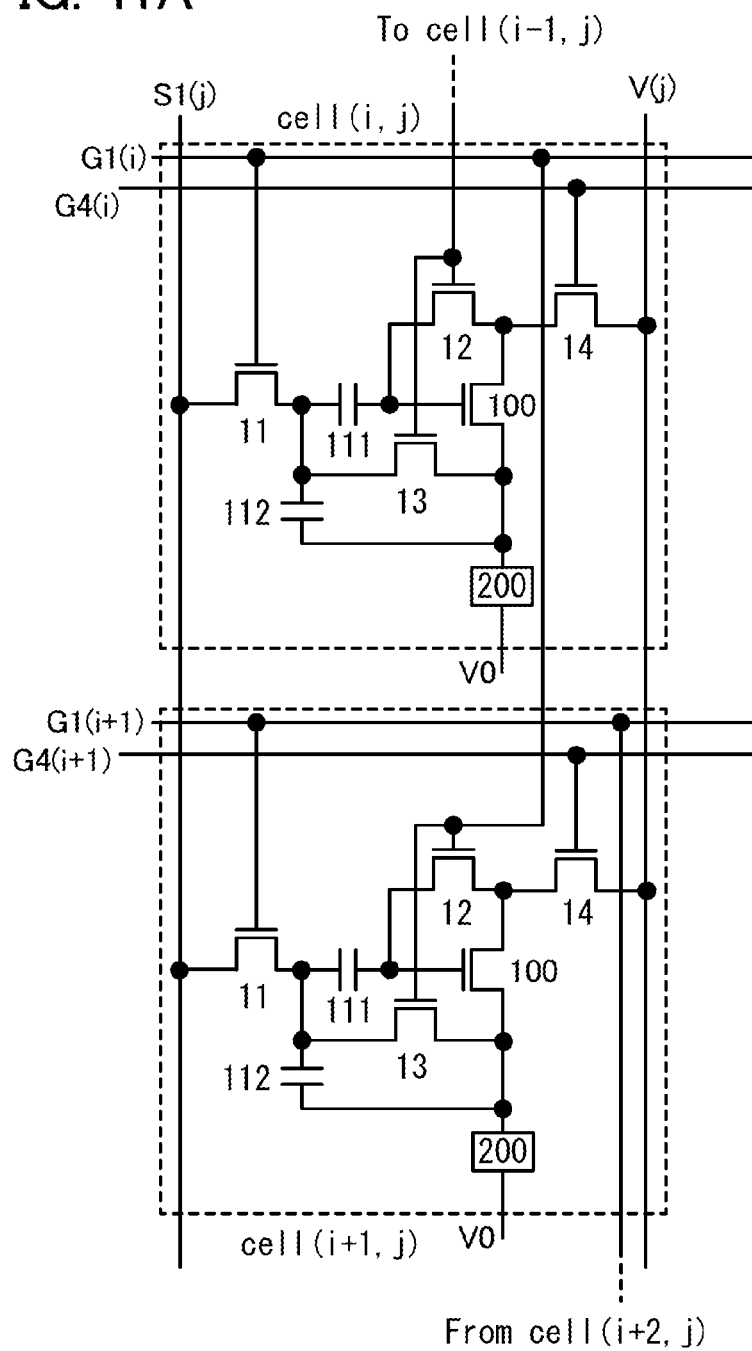 To cell(i-1, j)
S1(j)
V(j)
cell(i, j)
G1(i)
G4(i)
12
14
11
111
100
13
112
200
V0
G1(i+1)
G4(i+1)
12
14
11
111
100
13
112
200
V0
cell(i+1, j)
From cell(i+2, j)